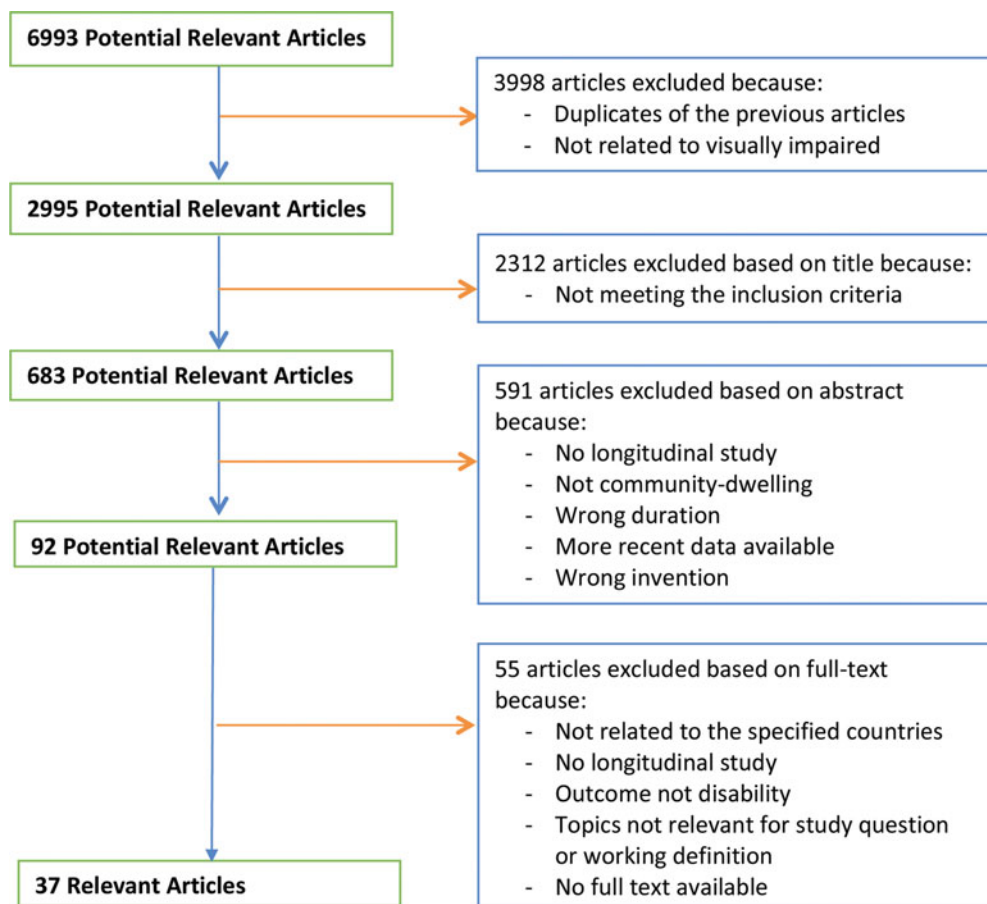 6993 Potential Relevant Articles
3998 articles excluded because:
- Duplicates of the previous articles
- Not related to visually impaired
2995 Potential Relevant Articles
2312 articles excluded based on title because:
- Not meeting the inclusion criteria
683 Potential Relevant Articles
591 articles excluded based on abstract
because:
- No longitudinal study
- Not community-dwelling
- Wrong duration
- More recent data available
- Wrong invention
92 Potential Relevant Articles
55 articles excluded based on full-text
because:
- Not related to the specified countries
- No longitudinal study
- Outcome not disability
- Topics not relevant for study question
or working definition
- No full text available
37 Relevant Articles